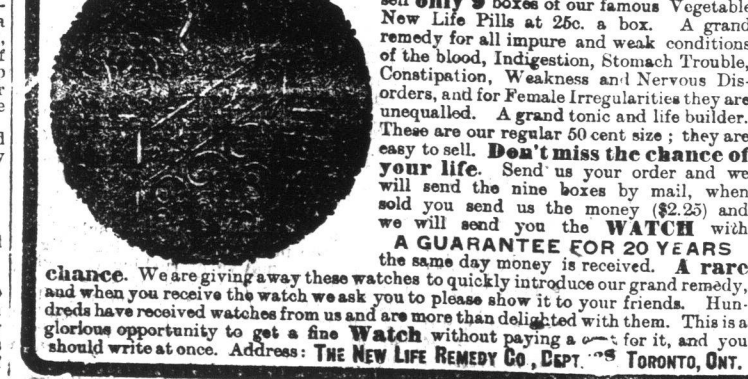 sell only 9 boxes of our famous Vegetable
New Life Pills at 25c. a box. A grand
remedy for all impure and weak conditions
of the blood, Indigestion, Stomach Trouble,
Constipation, Weakness and Nervous Dis-
orders, and for Female Irregularities they are
unequalled. A grand tonic and life builder.
These are our regular 50 cent size ; they are
easy to sell. Don't miss the chance of
your life. Send us your order and we
will send the nine boxes by mail, when
sold you send us the money ($2.25) and
we will send you the WATCH with
A GUARANTEE FOR 20 YEARS
the same day money is received. A rare
chance. We are giving away these watches to quickly introduce our grand remedy,
and when you receive the watch we ask you to please show it to your friends. Hun-
dreds have received watches from us and are more than delighted with them. This is a
glorious opportunity to get a fine Watch without paying a for it, and you
should write at once. Address: THE NEW LIFE REMEDY CO., DEPT. TORONTO, ONT.